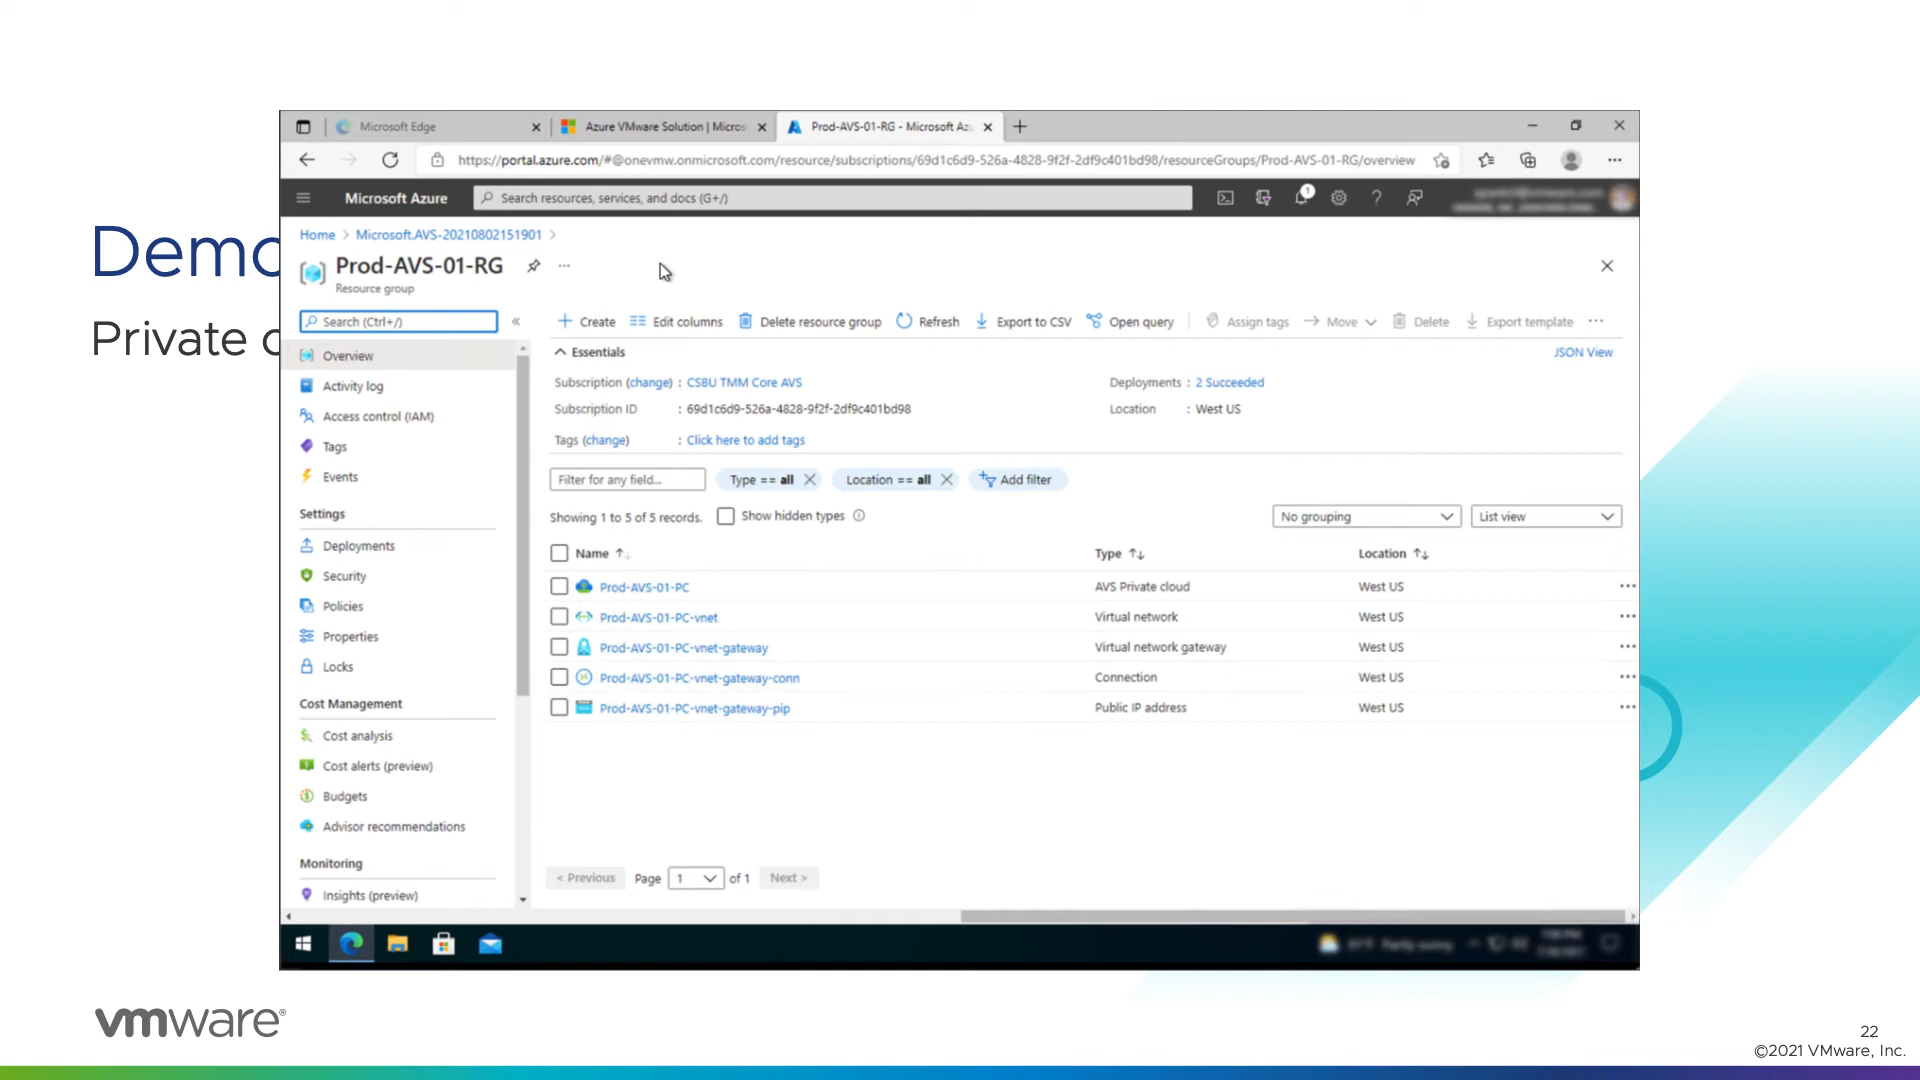 Demo
Private c
Microsoft Edge
Azure VMware Solution | Micros
Prod-AVS-01-RG - Microsoft Az
https://portal.azure.com/#@onevmw.onmicrosoft.com/resource/subscriptions/69d1c6d9-526a-4828-9f2f-2df9c401bd98/resourceGroups/Prod-AVS-01-RG/overview
Microsoft Azure
Search resources, services, and docs (G+/)
1
Home > Microsoft.AVS-20210802151901 >
Prod-AVS-01-RG
Resource group
Search (Ctrl+/)
«
Create
Edit columns
Delete resource group
Refresh
Export to CSV
Open query
Assign tags
Move
Delete
Export template
Overview
Activity log
Access control (IAM)
Tags
Events
Settings
Deployments
Security
Policies
Properties
Locks
Cost Management
Cost analysis
Cost alerts (preview)
Budgets
Advisor recommendations
Monitoring
Insights (preview)
Essentials
JSON View
Subscription (change) : CSBU TMM Core AVS
Deployments : 2 Succeeded
Subscription ID : 69d1c6d9-526a-4828-9f2f-2df9c401bd98
Location : West US
Tags (change) : Click here to add tags
Filter for any field...
Type == all
Location == all
Add filter
Showing 1 to 5 of 5 records.
Show hidden types
No grouping
List view
Name Type Location
Prod-AVS-01-PC AVS Private cloud West US
Prod-AVS-01-PC-vnet Virtual network West US
Prod-AVS-01-PC-vnet-gateway Virtual network gateway West US
Prod-AVS-01-PC-vnet-gateway-conn Connection West US
Prod-AVS-01-PC-vnet-gateway-pip Public IP address West US
< Previous Page 1 of 1 Next >
vmware®
22
©2021 VMware, Inc.